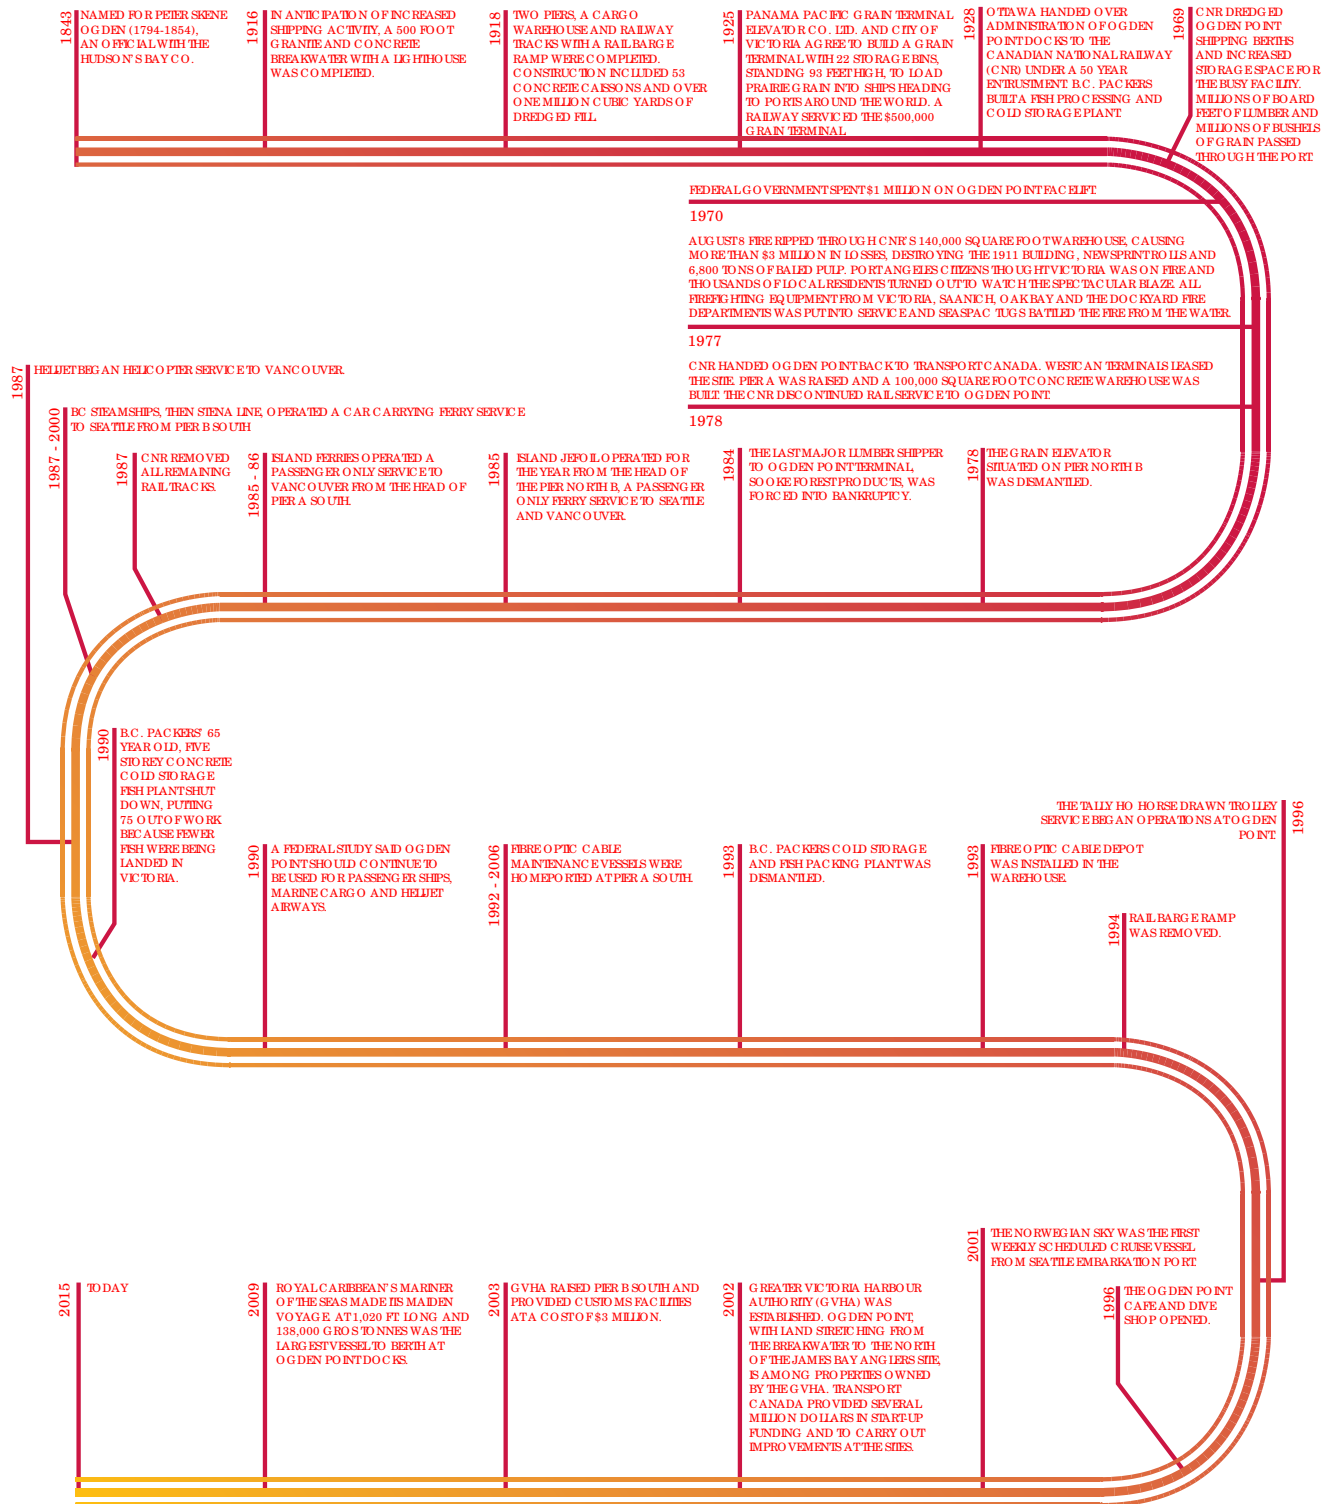 1843
NAMED FOR PETER SKENE
OGDEN (1794-1854),
AN OFFICIAL WITH THE
HUDSON'S BAY CO.
1916
IN ANTICIPATION OF INCREASED
SHIPPING ACTIVITY, A 500 FOOT
GRANITE AND CONCRETE
BREAKWATER WITH A LIGHTHOUSE
WAS COMPLETED.
1918
TWO PIERS, A CARGO
WAREHOUSE AND RAILWAY
TRACKS WITH A RAIL BARGE
RAMP WERE COMPLETED.
CONSTRUCTION INCLUDED 53
CONCRETE CAISSONS AND OVER
ONE MILLION CUBIC YARDS OF
DREDGED FILL.
1925
PANAMA PACIFIC GRAIN TERMINAL
ELEVATOR CO. LTD. AND CITY OF
VICTORIA AGREE TO BUILD A GRAIN
TERMINAL WITH 22 STORAGE BINS,
STANDING 93 FEET HIGH, TO LOAD
PRAIRIE GRAIN INTO SHIPS HEADING
TO PORTS AROUND THE WORLD. A
RAILWAY SERVICED THE $500,000
GRAIN TERMINAL.
1928
OTTAWA HANDED OVER
ADMINISTRATION OF OGDEN
POINT DOCKS TO THE
CANADIAN NATIONAL RAILWAY
(CNR) UNDER A 50 YEAR
ENTRUSTMENT. B.C. PACKERS
BUILT A FISH PROCESSING AND
COLD STORAGE PLANT.
1969
CNR DREDGED
OGDEN POINT
SHIPPING BERTHS
AND INCREASED
STORAGE SPACE FOR
THE BUSY FACILITY.
MILLIONS OF BOARD
FEET OF LUMBER AND
MILLIONS OF BUSHELS
OF GRAIN PASSED
THROUGH THE PORT.
FEDERAL GOVERNMENT SPENT $1 MILLION ON OGDEN POINT FACELIFT.
1970
AUGUST 8 FIRE RIPPED THROUGH CNR'S 140,000 SQUARE FOOT WAREHOUSE, CAUSING
MORE THAN $3 MILLION IN LOSSES, DESTROYING THE 1911 BUILDING, NEWSPRINT ROLLS AND
6,800 TONS OF BALED PULP. PORT ANGELES CITIZENS THOUGHT VICTORIA WAS ON FIRE AND
THOUSANDS OF LOCAL RESIDENTS TURNED OUT TO WATCH THE SPECTACULAR BLAZE. ALL
FIREFIGHTING EQUIPMENT FROM VICTORIA, SAANICH, OAK BAY AND THE DOCKYARD FIRE
DEPARTMENTS WAS PUT INTO SERVICE AND SEASPAC TUGS BATTLED THE FIRE FROM THE WATER.
1977
CNR HANDED OGDEN POINT BACK TO TRANSPORT CANADA. WESTCAN TERMINALS LEASED
THE SITE. PIER A WAS RAISED AND A 100,000 SQUARE FOOT CONCRETE WAREHOUSE WAS
BUILT. THE CNR DISCONTINUED RAIL SERVICE TO OGDEN POINT.
1978
1987
HELIJET BEGAN HELICOPTER SERVICE TO VANCOUVER.
1987 - 2000
BC STEAMSHIPS, THEN STENA LINE, OPERATED A CAR CARRYING FERRY SERVICE
TO SEATTLE FROM PIER B SOUTH
1987
CNR REMOVED
ALL REMAINING
RAIL TRACKS.
1985 - 86
ISLAND FERRIES OPERATED A
PASSENGER ONLY SERVICE TO
VANCOUVER FROM THE HEAD OF
PIER A SOUTH.
1985
ISLAND JEFOIL OPERATED FOR
THE YEAR FROM THE HEAD OF
THE PIER NORTH B, A PASSENGER
ONLY FERRY SERVICE TO SEATTLE
AND VANCOUVER.
1984
THE LAST MAJOR LUMBER SHIPPER
TO OGDEN POINT TERMINAL,
SOOKE FOREST PRODUCTS, WAS
FORCED INTO BANKRUPTCY.
1978
THE GRAIN ELEVATOR
SITUATED ON PIER NORTH B
WAS DISMANTLED.
1990
B.C. PACKERS' 65
YEAR OLD, FIVE
STOREY CONCRETE
COLD STORAGE
FISH PLANT SHUT
DOWN, PUTTING
75 OUT OF WORK
BECAUSE FEWER
FISH WERE BEING
LANDED IN
VICTORIA.
1990
A FEDERAL STUDY SAID OGDEN
POINT SHOULD CONTINUE TO
BE USED FOR PASSENGER SHIPS,
MARINE CARGO AND HELIJET
AIRWAYS.
1992 - 2006
FIBRE OPTIC CABLE
MAINTENANCE VESSELS WERE
HOMEPORTED AT PIER A SOUTH.
1993
B.C. PACKERS COLD STORAGE
AND FISH PACKING PLANT WAS
DISMANTLED.
1993
FIBRE OPTIC CABLE DEPOT
WAS INSTALLED IN THE
WAREHOUSE.
1994
RAIL BARGE RAMP
WAS REMOVED.
THE TALLY HO HORSE DRAWN TROLLEY
SERVICE BEGAN OPERATIONS AT OGDEN
POINT.
1996
2015
TODAY
2009
ROYAL CARIBBEAN'S MARINER
OF THE SEAS MADE ITS MAIDEN
VOYAGE. AT 1,020 FT. LONG AND
138,000 GROS TONNES WAS THE
LARGEST VESSEL TO BERTH AT
OGDEN POINT DOCKS.
2003
GVHA RAISED PIER B SOUTH AND
PROVIDED CUSTOMS FACILITIES
AT A COST OF $3 MILLION.
2002
GREATER VICTORIA HARBOUR
AUTHORITY (GVHA) WAS
ESTABLISHED. OGDEN POINT,
WITH LAND STRETCHING FROM
THE BREAKWATER TO THE NORTH
OF THE JAMES BAY ANGLERS SITE,
IS AMONG PROPERTIES OWNED
BY THE GVHA. TRANSPORT
CANADA PROVIDED SEVERAL
MILLION DOLLARS IN START-UP
FUNDING AND TO CARRY OUT
IMPROVEMENTS AT THE SITES.
2001
THE NORWEGIAN SKY WAS THE FIRST
WEEKLY SCHEDULED CRUISE VESSEL
FROM SEATTLE EMBARKATION PORT.
1996
THE OGDEN POINT
CAFE AND DIVE
SHOP OPENED.